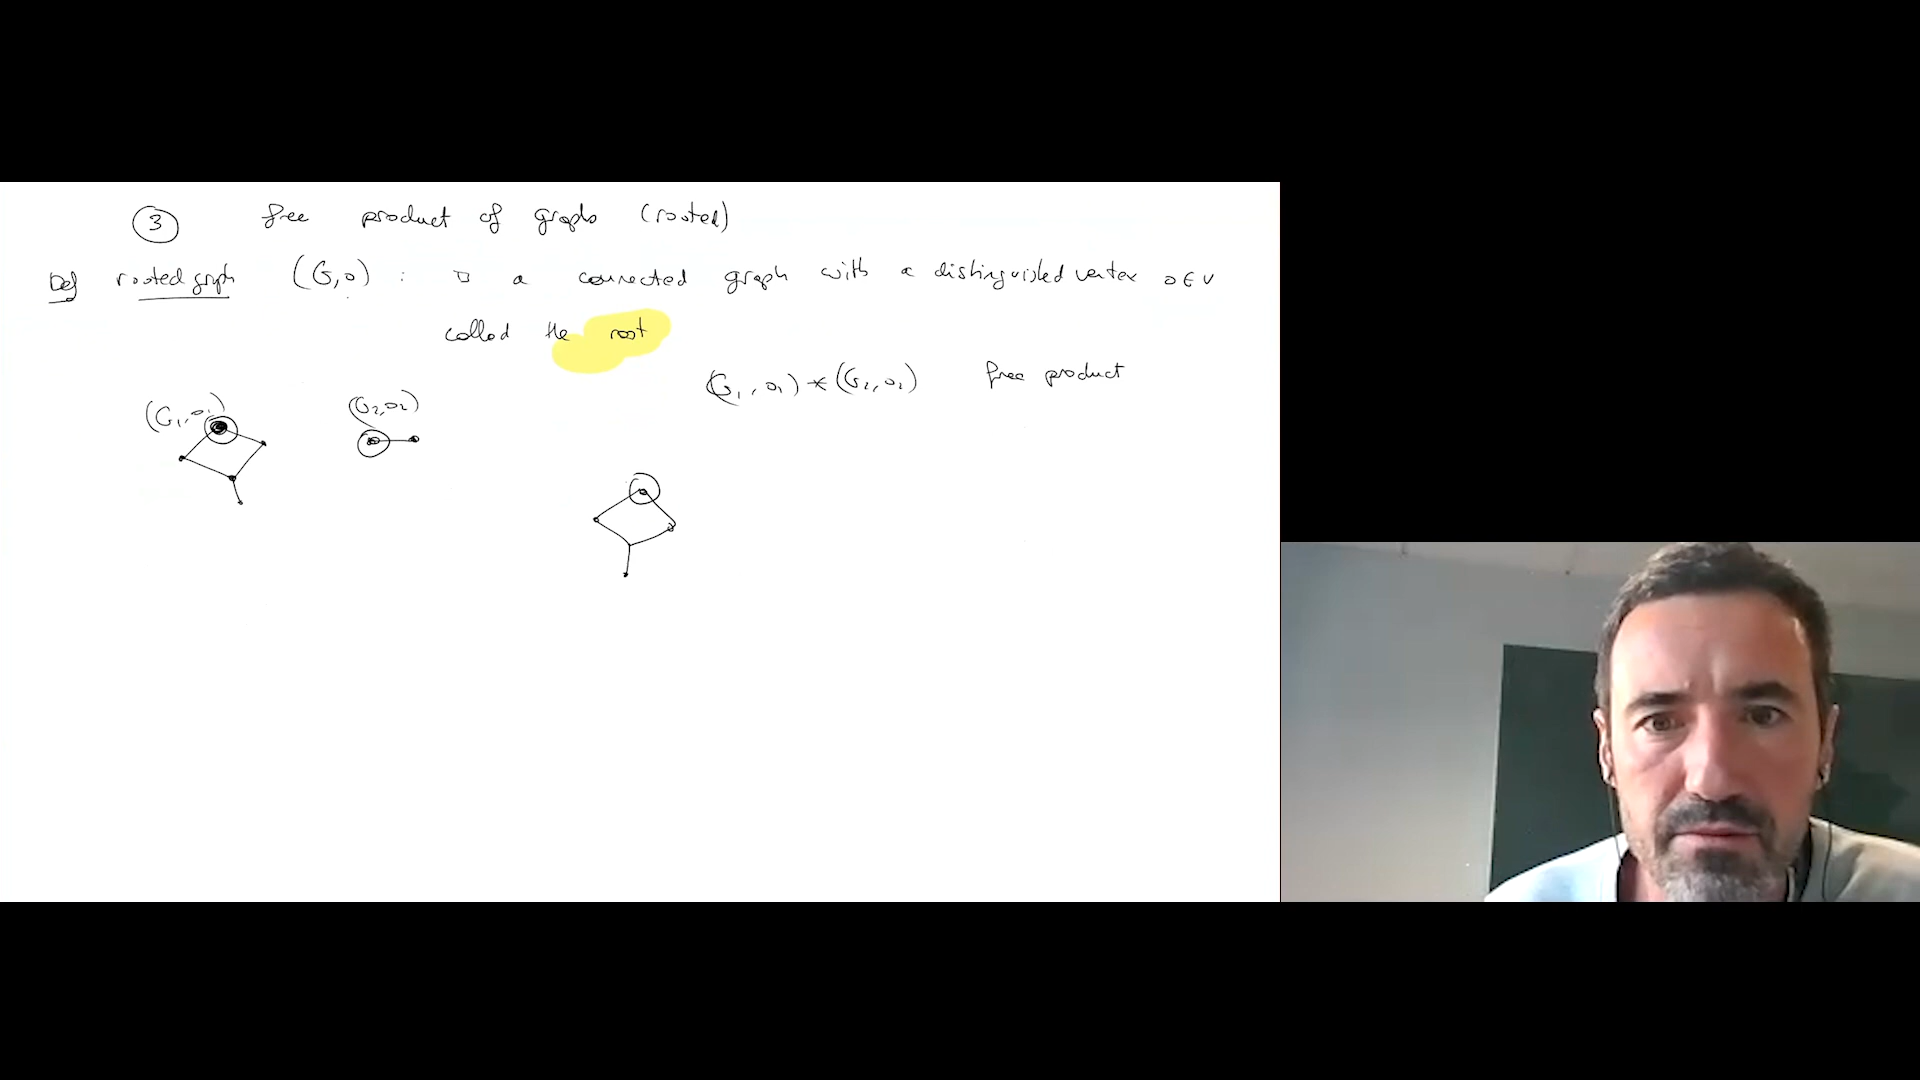 3 free product of graphs (rooted)
Def rooted graph (G,o) : is a connected graph with a distinguished vertex o∈V
called the root
(G₁, o₁) * (G₂, o₂) free product
(G₁, o₁) (G₂, o₂)